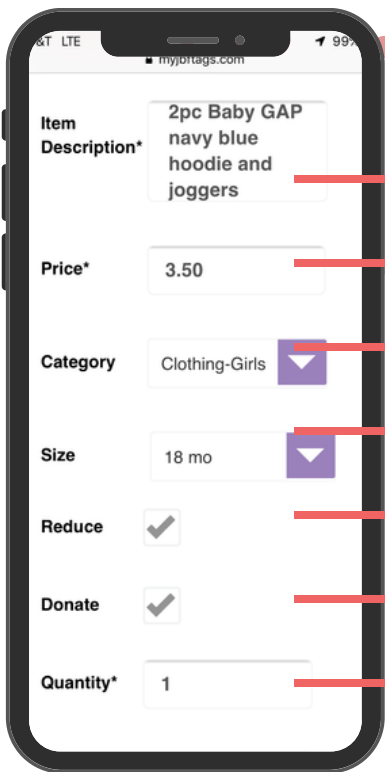 &T LTE 99%
myjbftags.com
Item
Description*
2pc Baby GAP
navy blue
hoodie and
joggers
Price*
3.50
Category
Clothing-Girls
Size
18 mo
Reduce
Donate
Quantity*
1